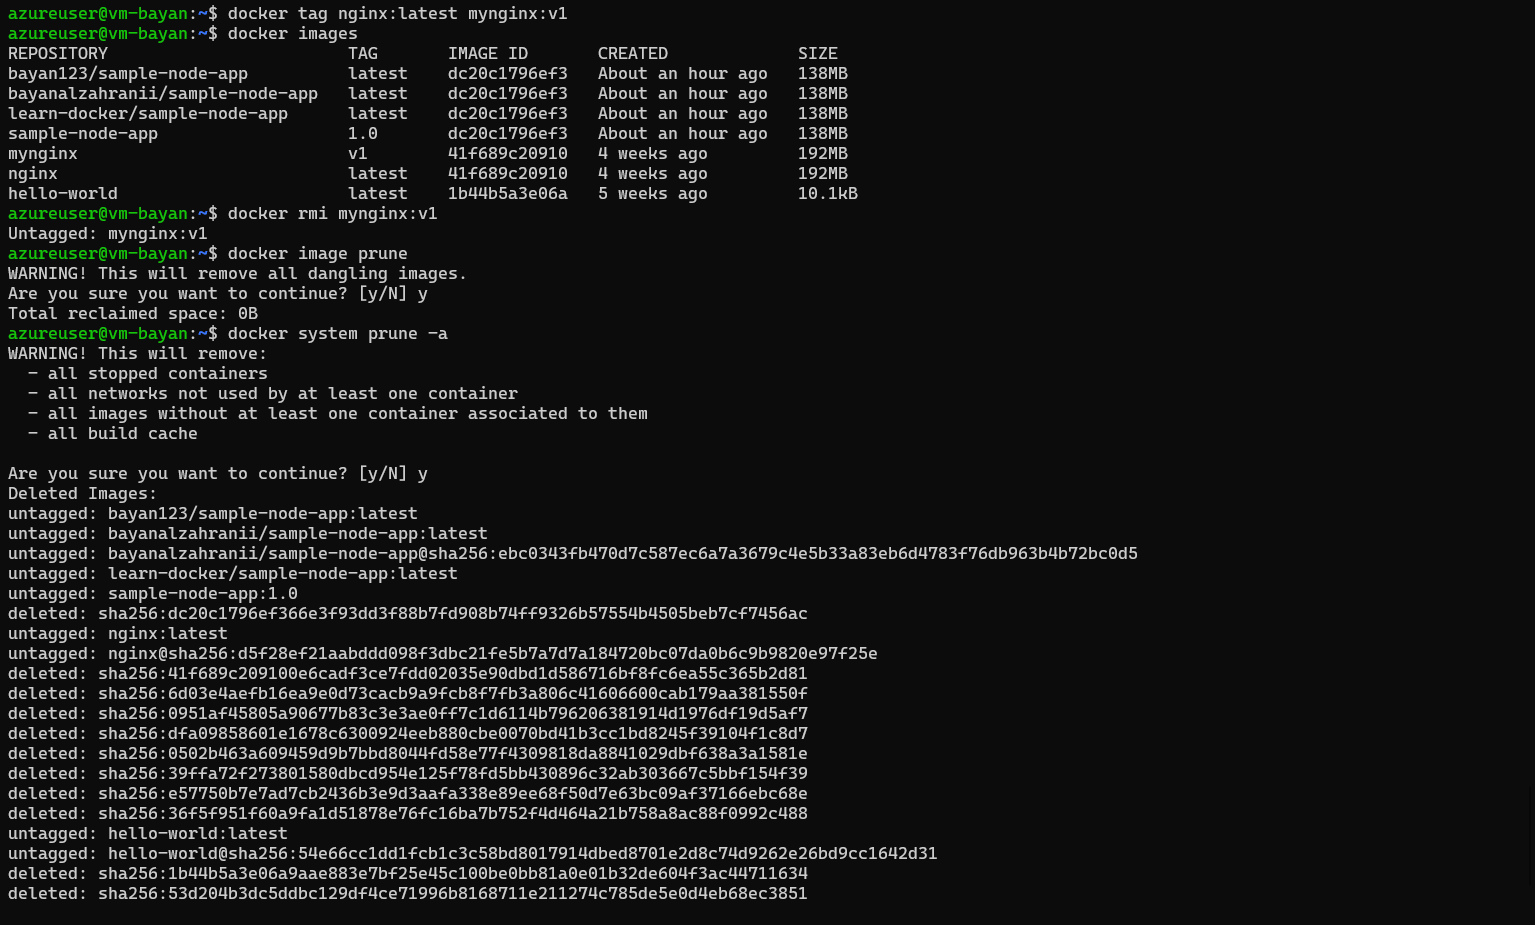 azureuser@vm-bayan:~$ docker tag nginx:latest mynginx:v1
azureuser@vm-bayan:~$ docker images
REPOSITORY                        TAG       IMAGE ID       CREATED             SIZE
bayan123/sample-node-app          latest    dc20c1796ef3   About an hour ago   138MB
bayanalzahranii/sample-node-app   latest    dc20c1796ef3   About an hour ago   138MB
learn-docker/sample-node-app      latest    dc20c1796ef3   About an hour ago   138MB
sample-node-app                   1.0       dc20c1796ef3   About an hour ago   138MB
mynginx                           v1        41f689c20910   4 weeks ago         192MB
nginx                             latest    41f689c20910   4 weeks ago         192MB
hello-world                       latest    1b44b5a3e06a   5 weeks ago         10.1kB
azureuser@vm-bayan:~$ docker rmi mynginx:v1
Untagged: mynginx:v1
azureuser@vm-bayan:~$ docker image prune
WARNING! This will remove all dangling images.
Are you sure you want to continue? [y/N] y
Total reclaimed space: 0B
azureuser@vm-bayan:~$ docker system prune -a
WARNING! This will remove:
  - all stopped containers
  - all networks not used by at least one container
  - all images without at least one container associated to them
  - all build cache
Are you sure you want to continue? [y/N] y
Deleted Images:
untagged: bayan123/sample-node-app:latest
untagged: bayanalzahranii/sample-node-app:latest
untagged: bayanalzahranii/sample-node-app@sha256:ebc0343fb470d7c587ec6a7a3679c4e5b33a83eb6d4783f76db963b4b72bc0d5
untagged: learn-docker/sample-node-app:latest
untagged: sample-node-app:1.0
deleted: sha256:dc20c1796ef366e3f93dd3f88b7fd908b74ff9326b57554b4505beb7cf7456ac
untagged: nginx:latest
untagged: nginx@sha256:d5f28ef21aabddd098f3dbc21fe5b7a7d7a184720bc07da0b6c9b9820e97f25e
deleted: sha256:41f689c209100e6cadf3ce7fdd02035e90dbd1d586716bf8fc6ea55c365b2d81
deleted: sha256:6d03e4aefb16ea9e0d73cacb9a9fcb8f7fb3a806c41606600cab179aa381550f
deleted: sha256:0951af45805a90677b83c3e3ae0ff7c1d6114b796206381914d1976df19d5af7
deleted: sha256:dfa09858601e1678c6300924eeb880cbe0070bd41b3cc1bd8245f39104f1c8d7
deleted: sha256:0502b463a609459d9b7bbd8044fd58e77f4309818da8841029dbf638a3a1581e
deleted: sha256:39ffa72f273801580dbcd954e125f78fd5bb430896c32ab303667c5bbf154f39
deleted: sha256:e57750b7e7ad7cb2436b3e9d3aafa338e89ee68f50d7e63bc09af37166ebc68e
deleted: sha256:36f5f951f60a9fa1d51878e76fc16ba7b752f4d464a21b758a8ac88f0992c488
untagged: hello-world:latest
untagged: hello-world@sha256:54e66cc1dd1fcb1c3c58bd8017914dbed8701e2d8c74d9262e26bd9cc1642d31
deleted: sha256:1b44b5a3e06a9aae883e7bf25e45c100be0bb81a0e01b32de604f3ac44711634
deleted: sha256:53d204b3dc5ddbc129df4ce71996b8168711e211274c785de5e0d4eb68ec3851